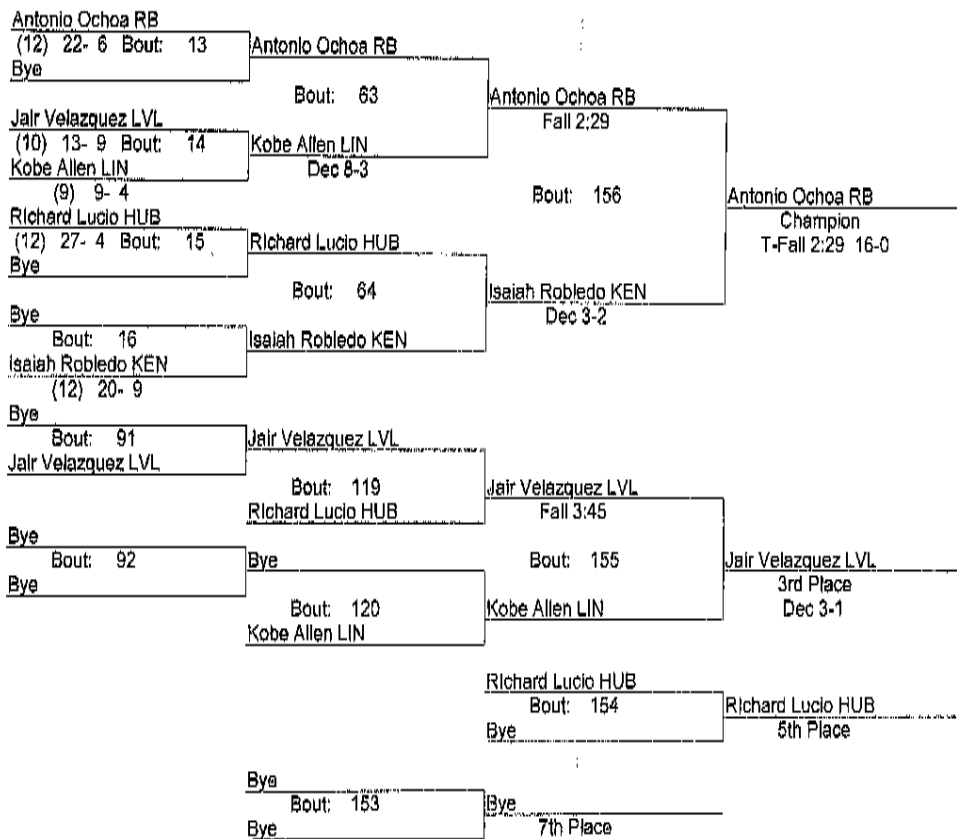 Antonio Ochoa RB
(12) 22- 6 Bout: 13
Bye
Antonio Ochoa RB
Bout: 63
Jair Velazquez LVL
(10) 13- 9 Bout: 14
Kobe Allen LIN
(9) 9- 4
Kobe Allen LIN
Dec 8-3
Antonio Ochoa RB
Fall 2:29
Bout: 156
Richard Lucio HUB
(12) 27- 4 Bout: 15
Bye
Richard Lucio HUB
Bout: 64
Bye
Bout: 16
Isaiah Robledo KEN
(12) 20- 9
Isaiah Robledo KEN
Isaiah Robledo KEN
Dec 3-2
Antonio Ochoa RB
Champion
T-Fall 2:29 16-0
Bye
Bout: 91
Jair Velazquez LVL
Jair Velazquez LVL
Bout: 119
Richard Lucio HUB
Jair Velazquez LVL
Fall 3:45
Bout: 155
Bye
Bout: 92
Bye
Bye
Bout: 120
Kobe Allen LIN
Kobe Allen LIN
Jair Velazquez LVL
3rd Place
Dec 3-1
Richard Lucio HUB
Bout: 154
Bye
Richard Lucio HUB
5th Place
Bye
Bout: 153
Bye
Bye
7th Place